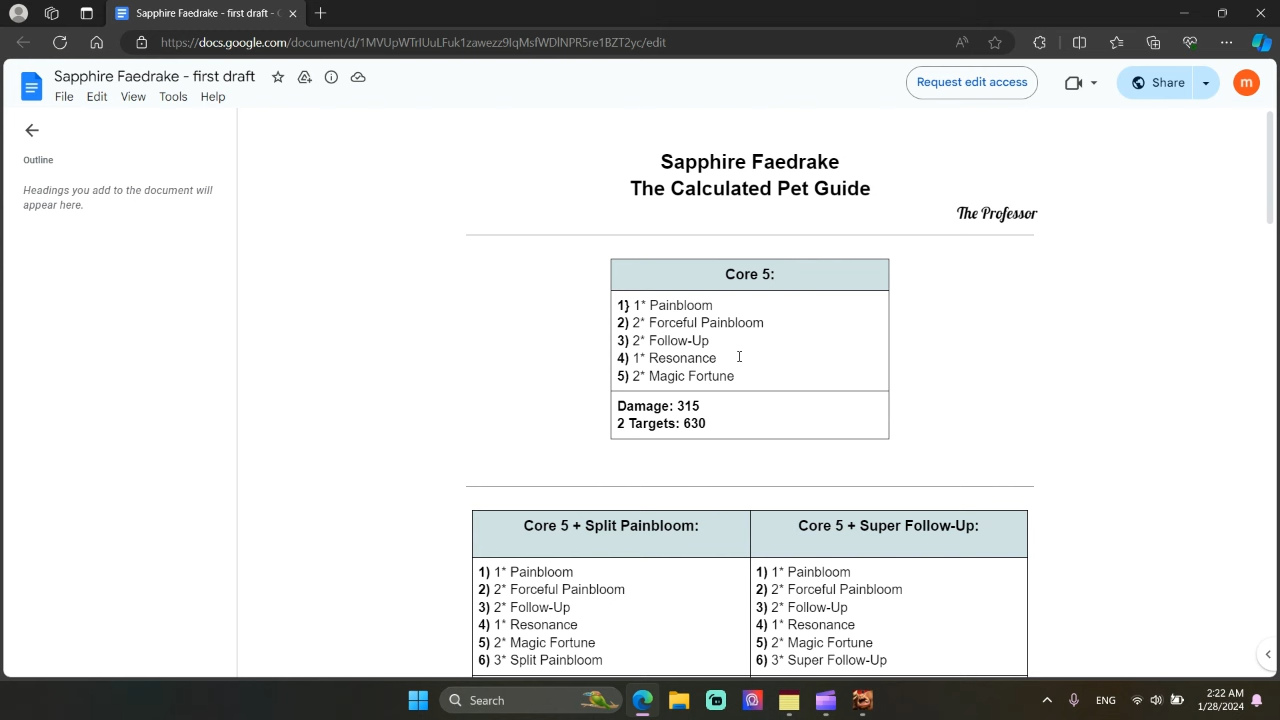 Sapphire Faedrake - first draft - G
https://docs.google.com/document/d/1MVUpWTrIUuLFuk1zawezz9IqMsfWDlNPR5re1BZT2yc/edit
Sapphire Faedrake - first draft
File Edit View Tools Help
Request edit access
Share
m
Outline
Headings you add to the document will
appear here.
Sapphire Faedrake
The Calculated Pet Guide
The Professor
Core 5:
1} 1* Painbloom
2) 2* Forceful Painbloom
3) 2* Follow-Up
4) 1* Resonance
5) 2* Magic Fortune
Damage: 315
2 Targets: 630
Core 5 + Split Painbloom:
1) 1* Painbloom
2) 2* Forceful Painbloom
3) 2* Follow-Up
4) 1* Resonance
5) 2* Magic Fortune
6) 3* Split Painbloom
Core 5 + Super Follow-Up:
1) 1* Painbloom
2) 2* Forceful Painbloom
3) 2* Follow-Up
4) 1* Resonance
5) 2* Magic Fortune
6) 3* Super Follow-Up
Search
ENG
2:22 AM
1/28/2024